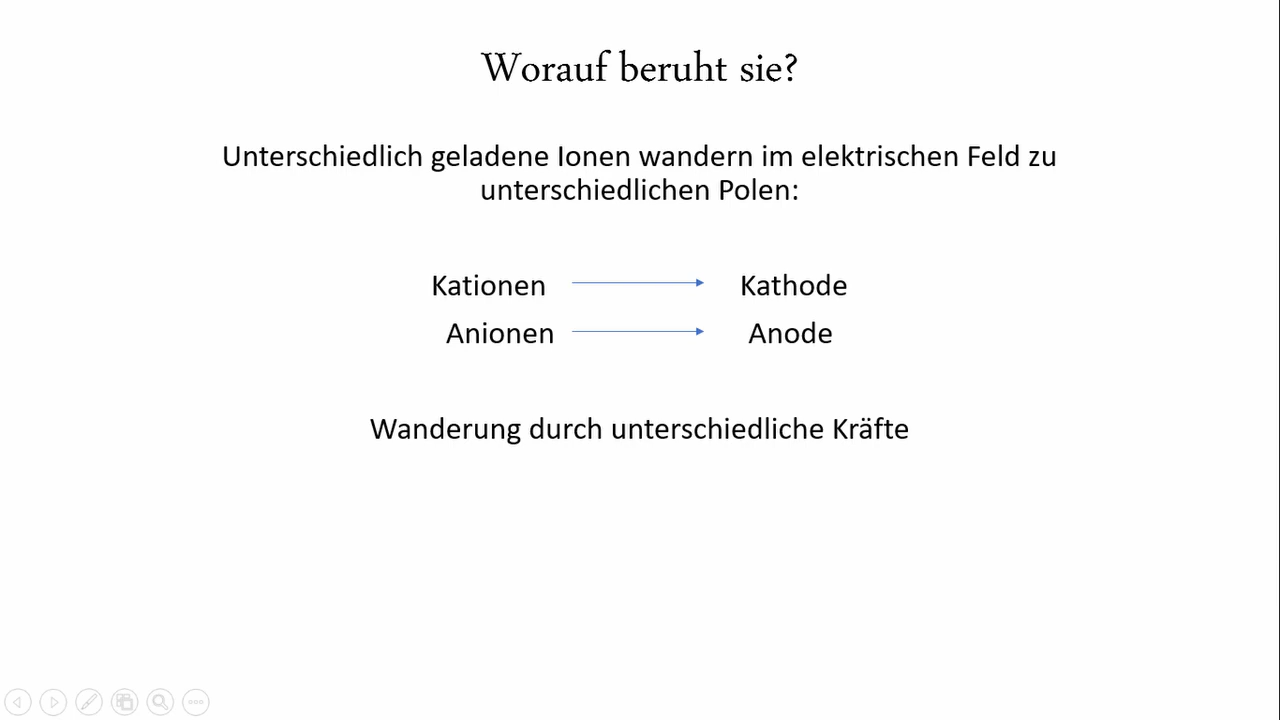 Worauf beruht sie?
Unterschiedlich geladene Ionen wandern im elektrischen Feld zu
unterschiedlichen Polen:
Kationen Kathode
Anionen Anode
Wanderung durch unterschiedliche Kräfte